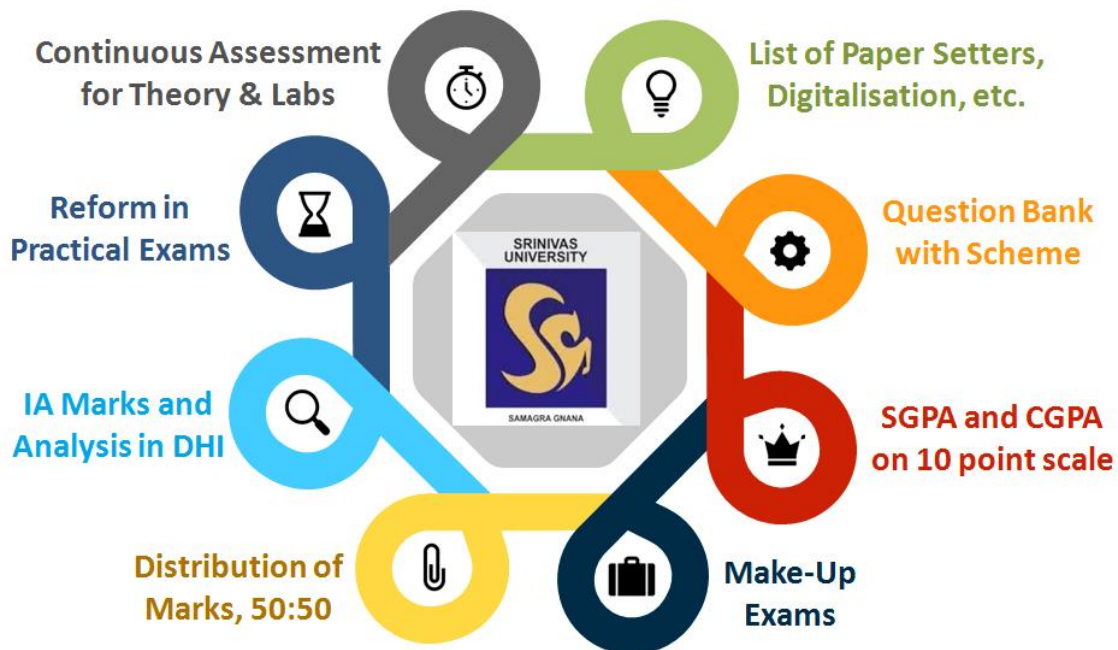 Continuous Assessment
for Theory & Labs
List of Paper Setters,
Digitalisation, etc.
Reform in
Practical Exams
SRINIVAS
UNIVERSITY
SAMAGRA GNANA
Question Bank
with Scheme
IA Marks and
Analysis in DHI
SGPA and CGPA
on 10 point scale
Distribution of
Marks, 50:50
Make-Up
Exams